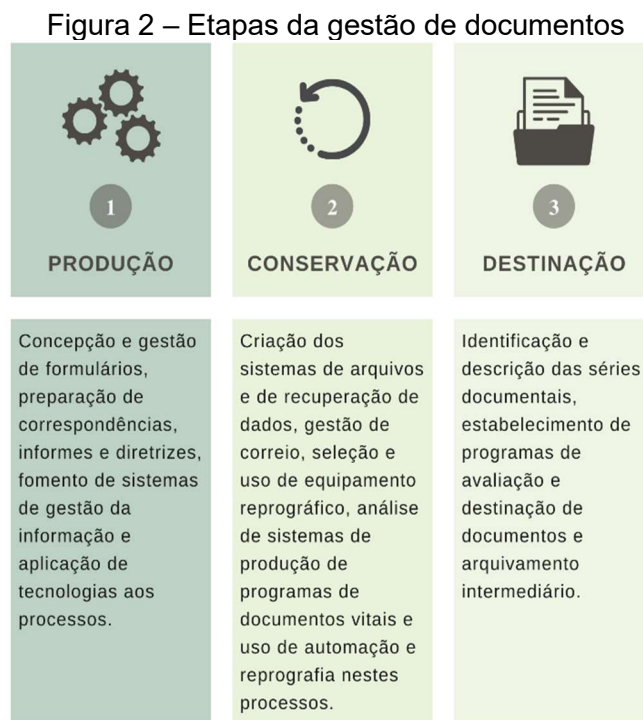 Figura 2 – Etapas da gestão de documentos
1
PRODUÇÃO
2
CONSERVAÇÃO
3
DESTINAÇÃO
Concepção e gestão
de formulários,
preparação de
correspondências,
informes e diretrizes,
fomento de sistemas
de gestão da
informação e
aplicação de
tecnologias aos
processos.
Criação dos
sistemas de arquivos
e de recuperação de
dados, gestão de
correio, seleção e
uso de equipamento
reprográfico, análise
de sistemas de
produção de
programas de
documentos vitais e
uso de automação e
reprografia nestes
processos.
Identificação e
descrição das séries
documentais,
estabelecimento de
programas de
avaliação e
destinação de
documentos e
arquivamento
intermediário.